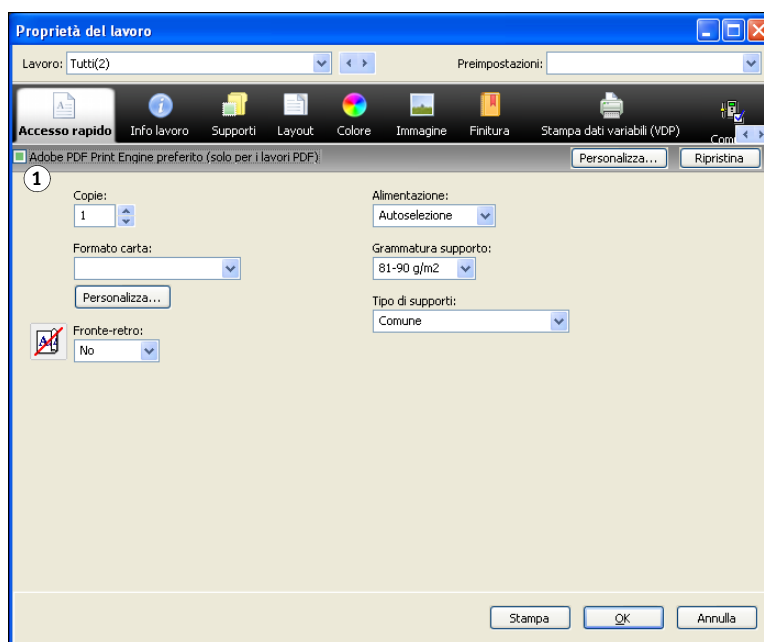 Proprietà del lavoro
Lavoro: Tutti(2) Preimpostazioni:
Accesso rapido Info lavoro Supporti Layout Colore Immagine Finitura Stampa dati variabili (VDP)
Adobe PDF Print Engine preferito (solo per i lavori PDF) Personalizza... Ripristina
1
Copie:
1
Formato carta:
Personalizza...
Fronte-retro:
No
Alimentazione:
Autoselezione
Grammatura supporto:
81-90 g/m2
Tipo di supporti:
Comune
Stampa OK Annulla